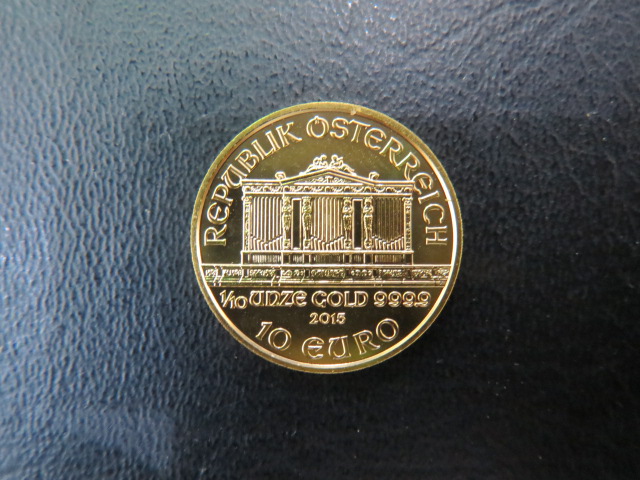 REPUBLIK ÖSTERREICH
1/10 UNZE GOLD 999.9
2015
10 EURO